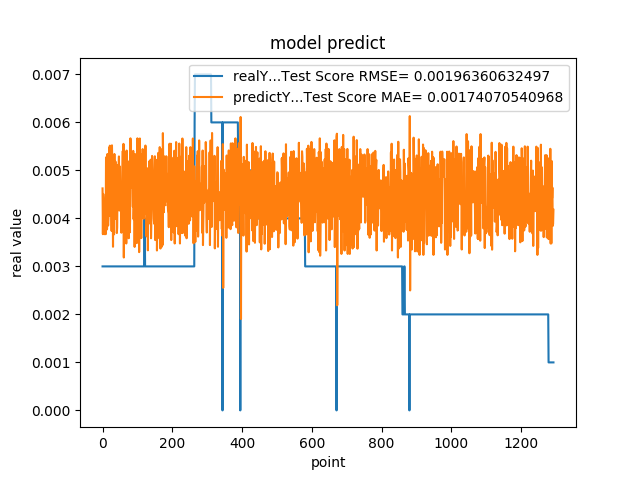 model predict
realY...Test Score RMSE= 0.00196360632497
predictY...Test Score MAE= 0.00174070540968
0.007
0.006
0.005
0.004
0.003
0.002
0.001
0.000
real value
0 200 400 600 800 1000 1200
point